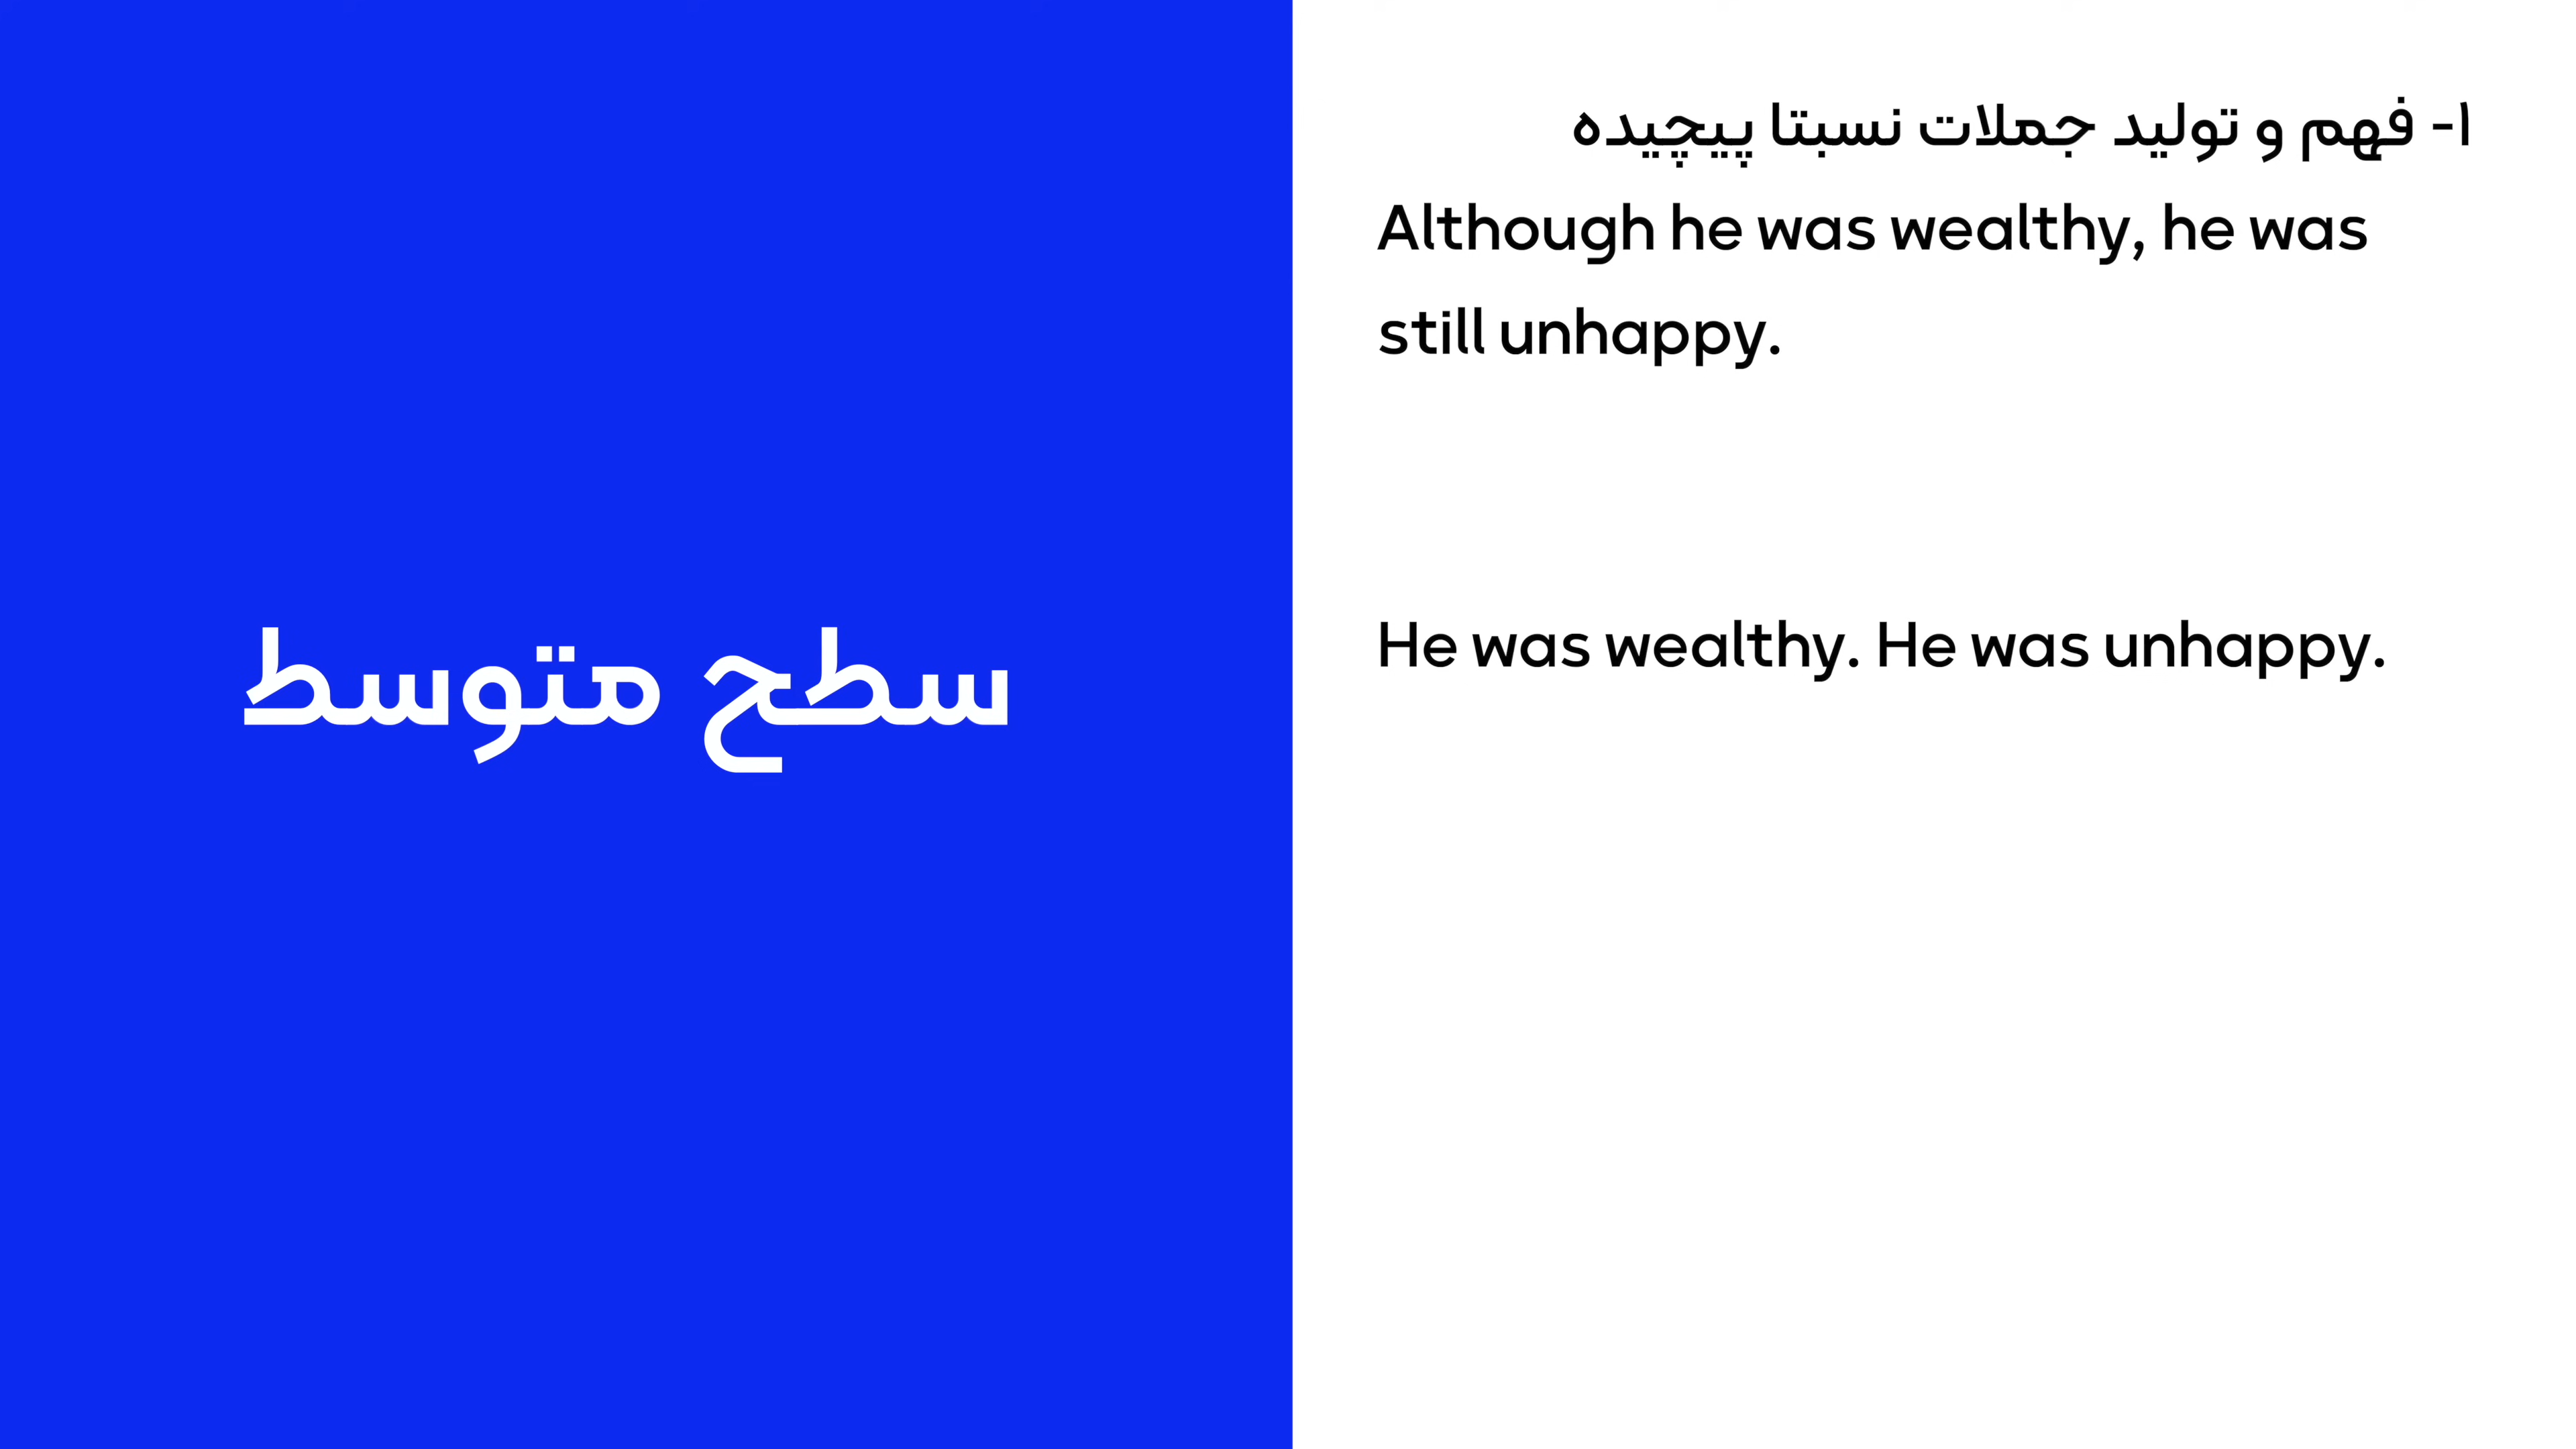 سطح متوسط
۱- فهم و تولید جملات نسبتا پیچیده
Although he was wealthy, he was
still unhappy.
He was wealthy. He was unhappy.